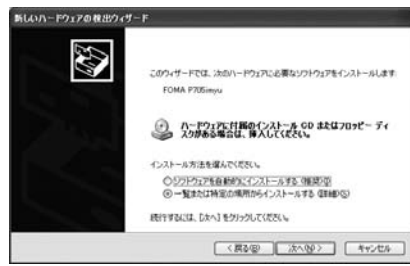 新しいハードウェアの検出ウィザード
このウィザードでは、次のハードウェアに必要なソフトウェアをインストールします:
FOMA P705imyu
ハードウェアに付属のインストール CD またはフロッピー ディ
スクがある場合は、挿入してください。
インストール方法を選んでください。
ソフトウェアを自動的にインストールする (推奨)(I)
一覧または特定の場所からインストールする (詳細)(S)
続行するには、[次へ] をクリックしてください。
< 戻る(B)
次へ(N) >
キャンセル